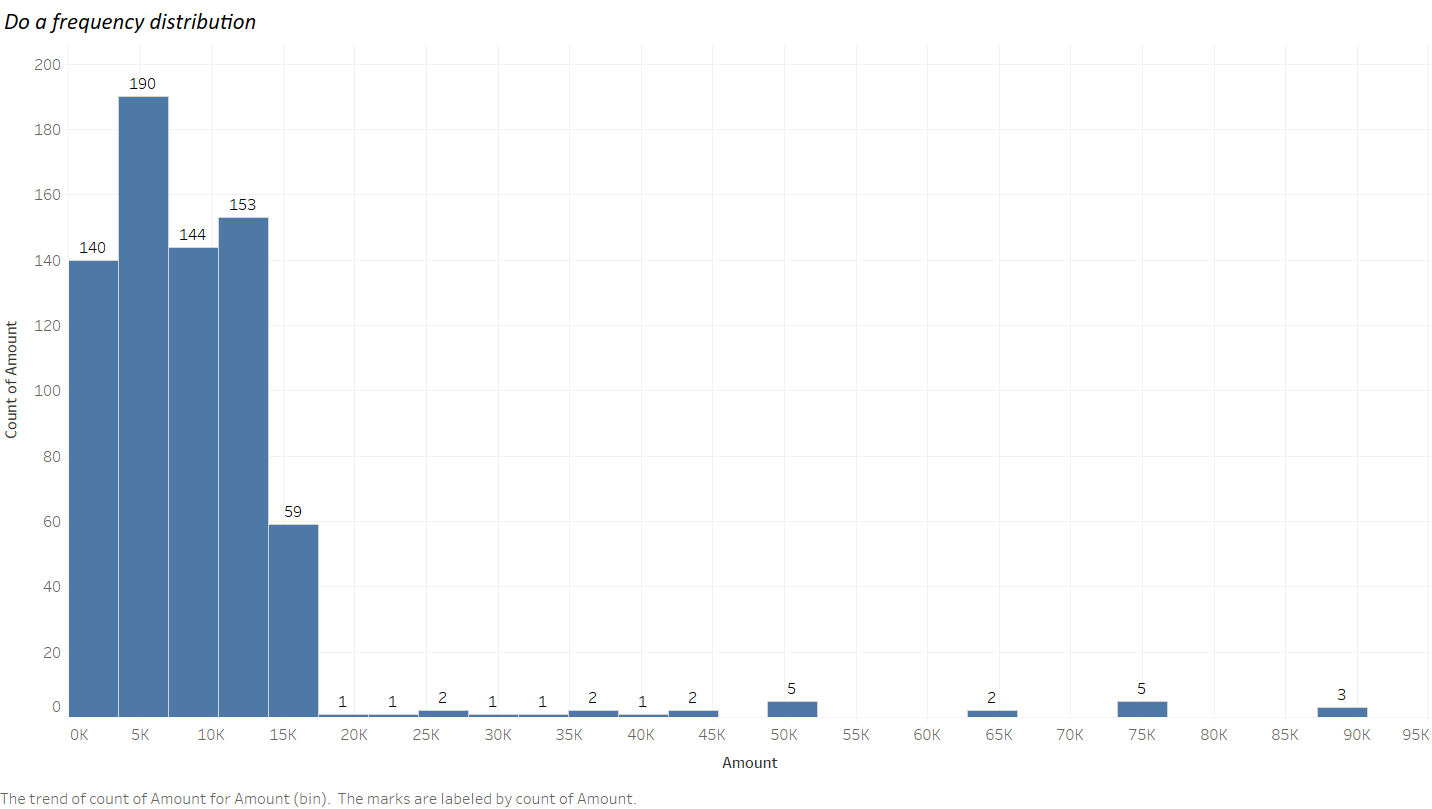 Do a frequency distribution
200
190
180
160
153
144
140
140
120
100
80
60
59
40
20
0
1 1 2 1 1 2 1 2 5 2 5 3
Count of Amount
0K 5K 10K 15K 20K 25K 30K 35K 40K 45K 50K 55K 60K 65K 70K 75K 80K 85K 90K 95K
Amount
The trend of count of Amount for Amount (bin). The marks are labeled by count of Amount.